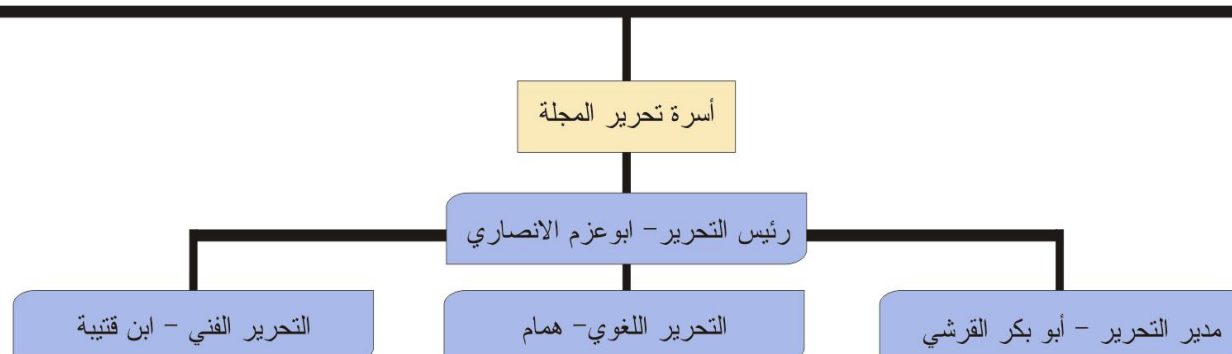 أسرة تحرير المجلة
رئيس التحرير- ابوعزم الانصاري
مدير التحرير - أبو بكر القرشي
التحرير اللغوي- همام
التحرير الفني - ابن قتيبة